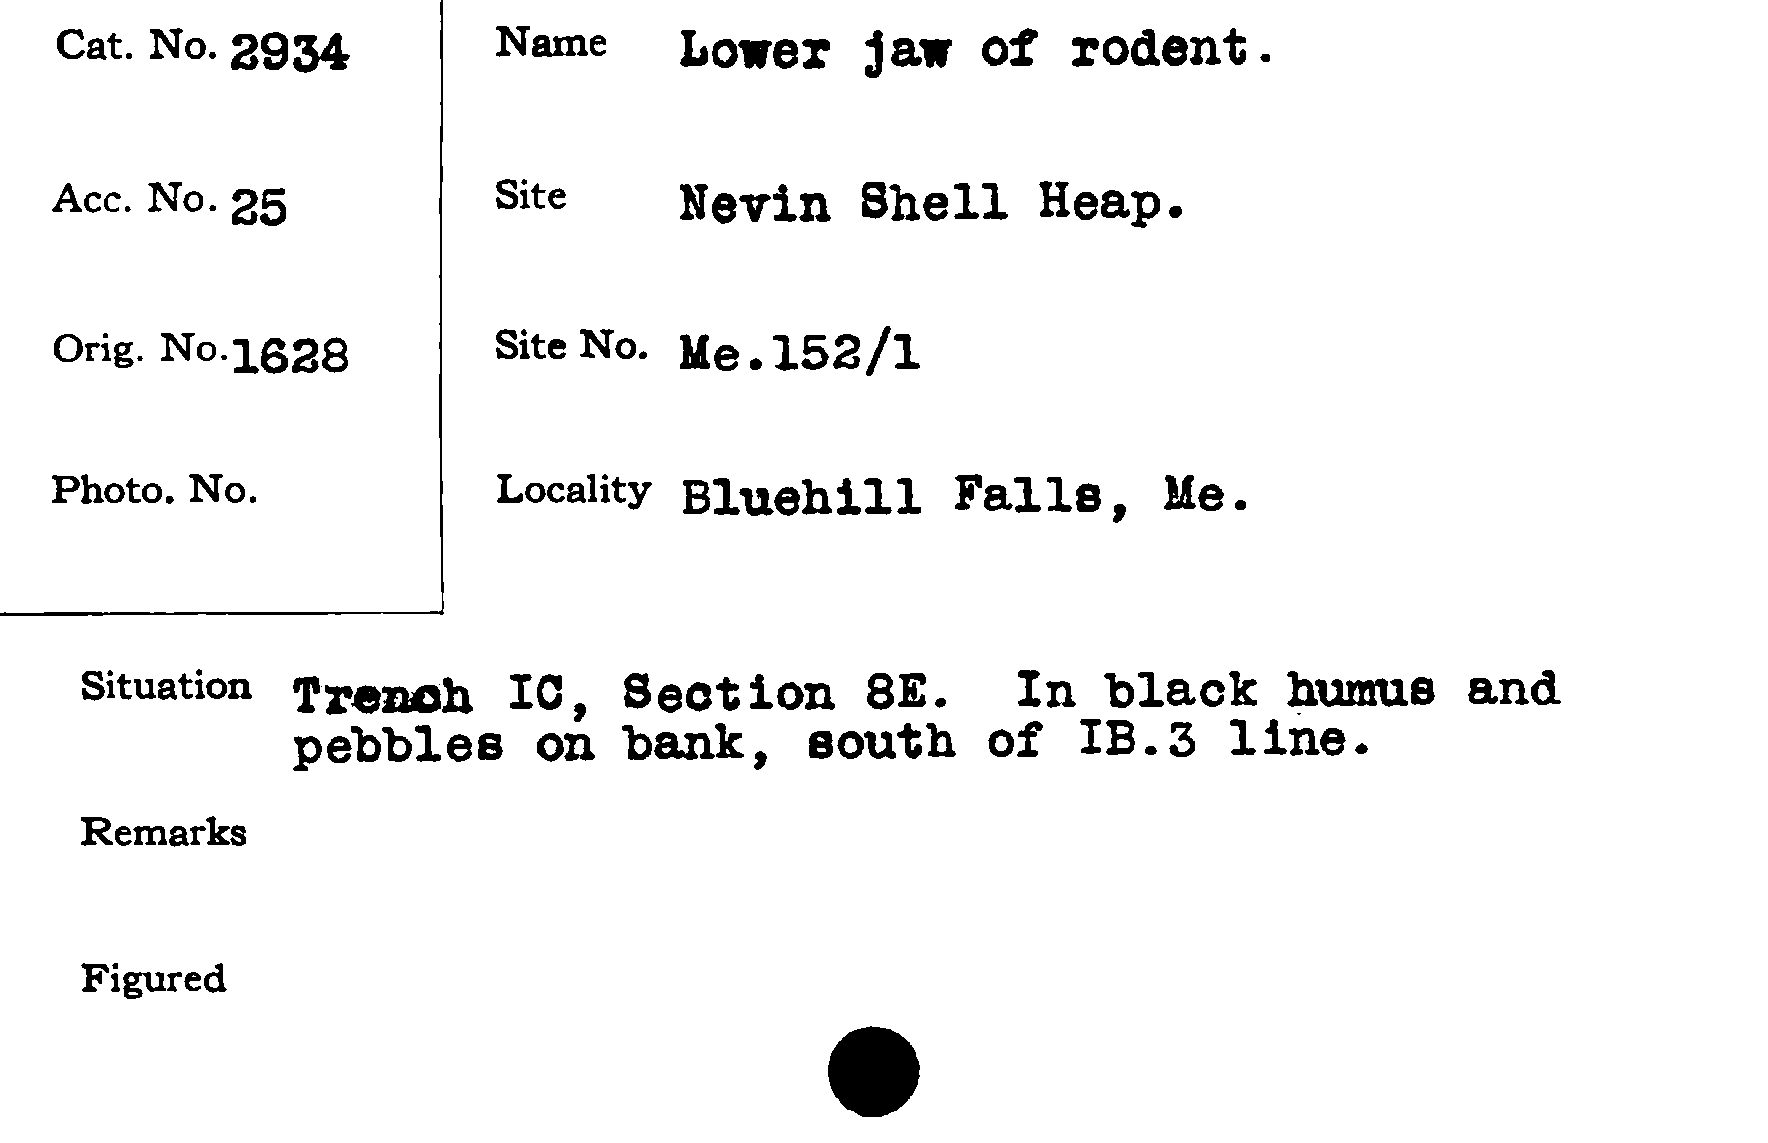 Cat. No. 2934
Acc. No. 25
Orig. No. 1628
Photo. No.
Name Lower jaw of rodent.
Site Nevin Shell Heap.
Site No. Me.152/1
Locality Bluehill Falls, Me.
Situation Trench IC, Section 8E. In black humus and
pebbles on bank, south of IB.3 line.
Remarks
Figured